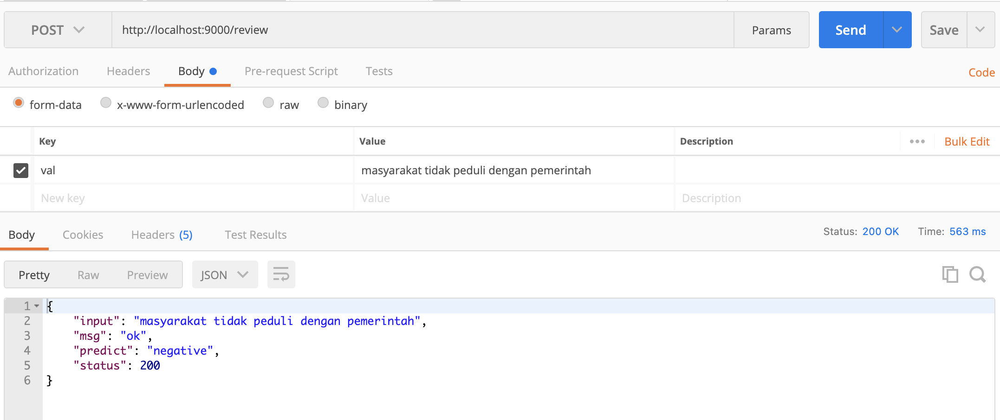 POST http://localhost:9000/review Params Send Save
Authorization Headers Body Pre-request Script Tests Code
form-data x-www-form-urlencoded raw binary
Key Value Description Bulk Edit
val masyarakat tidak peduli dengan pemerintah
New key Value Description
Body Cookies Headers (5) Test Results Status: 200 OK Time: 563 ms
Pretty Raw Preview JSON
1 {
2 "input": "masyarakat tidak peduli dengan pemerintah",
3 "msg": "ok",
4 "predict": "negative",
5 "status": 200
6 }